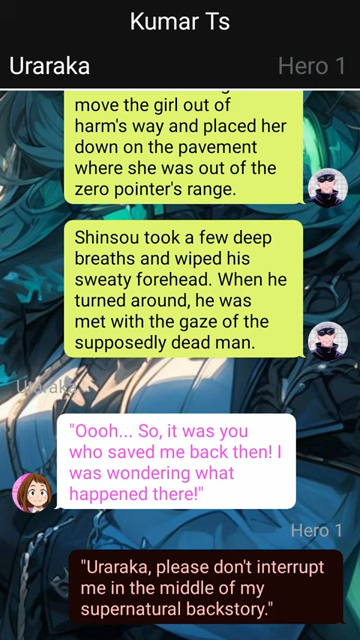 Kumar Ts
Uraraka
Hero 1
move the girl out of
harm's way and placed her
down on the pavement
where she was out of the
zero pointer's range.
Shinsou took a few deep
breaths and wiped his
sweaty forehead. When he
turned around, he was
met with the gaze of the
supposedly dead man.
Uraraka
"Oooh... So, it was you
who saved me back then! I
was wondering what
happened there!"
Hero 1
"Uraraka, please don't interrupt
me in the middle of my
supernatural backstory."